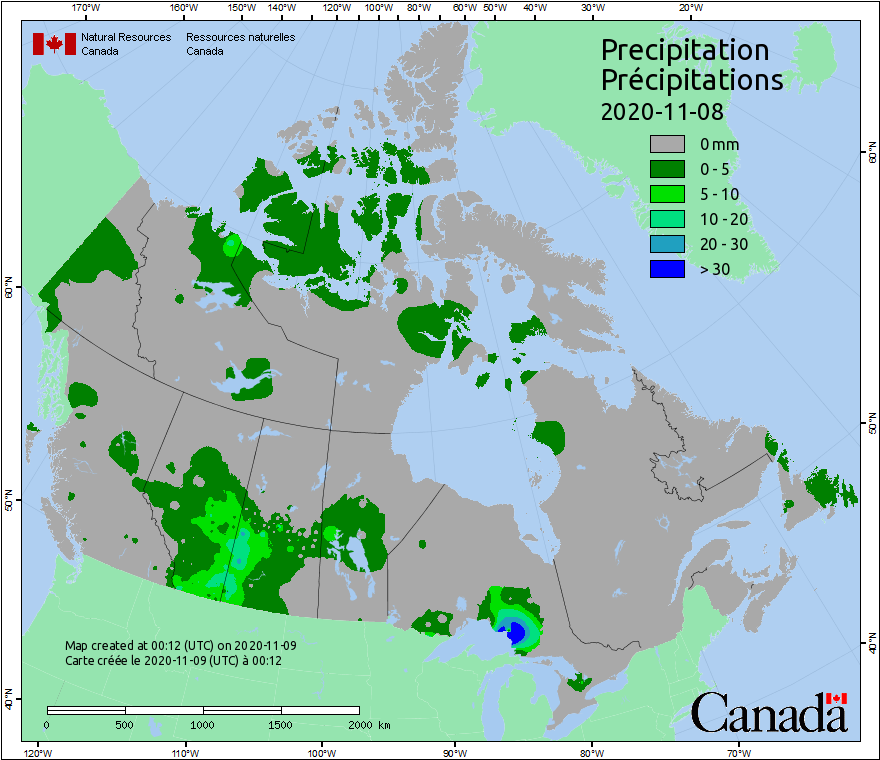 170°W 160°W 150°W 140°W 120°W 100°W 80°W 60°W 50°W 40°W 30°W 20°W
Natural Resources Ressources naturelles
Canada Canada
Precipitation
Précipitations
2020-11-08
0 mm
0 - 5
5 - 10
10 - 20
20 - 30
> 30
60°N 60°N
50°N 50°N
40°N 40°N
Map created at 00:12 (UTC) on 2020-11-09
Carte créée le 2020-11-09 (UTC) à 00:12
0 500 1000 1500 2000 km
Canada
120°W 110°W 100°W 90°W 80°W 70°W